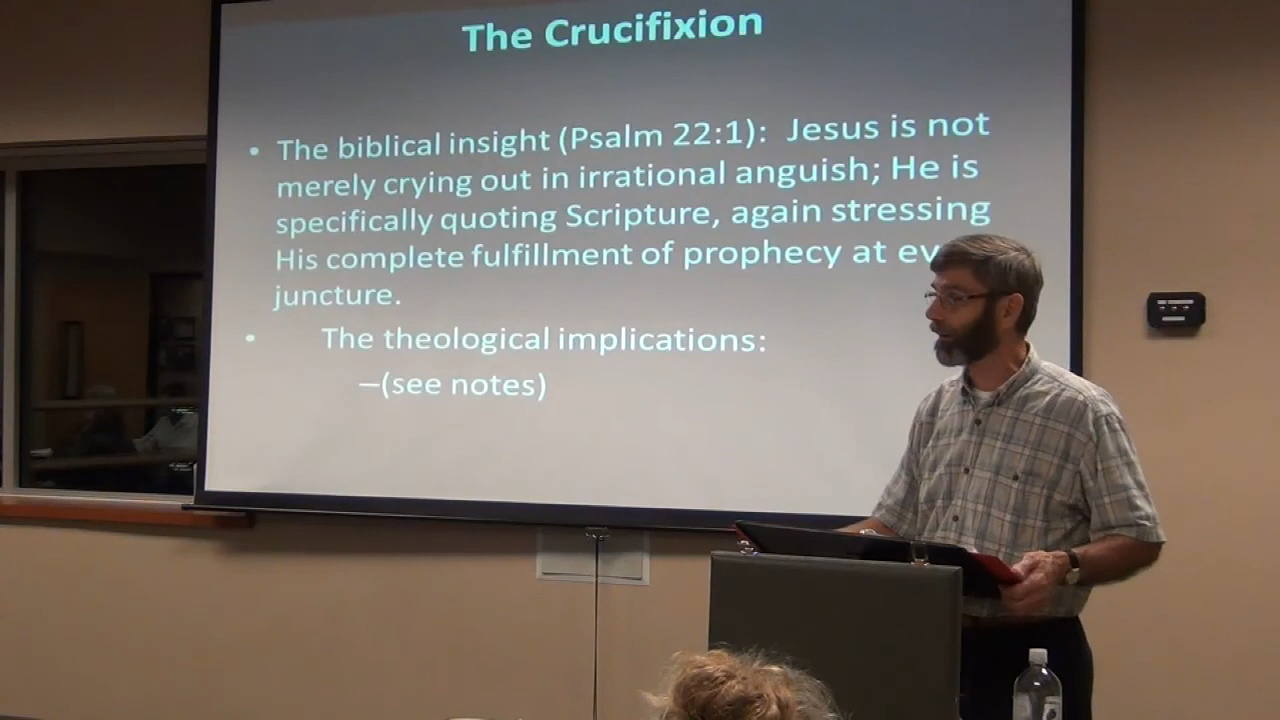 The Crucifixion
• The biblical insight (Psalm 22:1): Jesus is not
merely crying out in irrational anguish; He is
specifically quoting Scripture, again stressing
His complete fulfillment of prophecy at ev
juncture.
• The theological implications:
–(see notes)